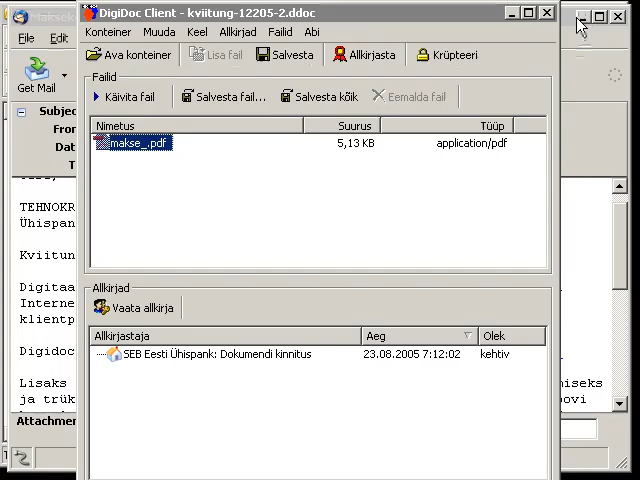 DigiDoc Client - kviitung-12205-2.ddoc
Konteiner Muuda Keel Allkirjad Failid Abi
Ava konteiner Lisa fail Salvesta Allkirjasta Krüpteeri
Failid
Käivita fail Salvesta fail... Salvesta kõik Eemalda fail
Nimetus Suurus Tüüp
makse_.pdf 5,13 KB application/pdf
Allkirjad
Vaata allkirja
Allkirjastaja Aeg Olek
SEB Eesti Ühispank: Dokumendi kinnitus 23.08.2005 7:12:02 kehtiv
File Edit
Get Mail
Subjec
From
Dat
T
TEHNOKR
Ühispan
Kviitun
Digitaa
Interne
klientp
Digidoc
Lisaks miseks
ja trük oovi
Attachmer